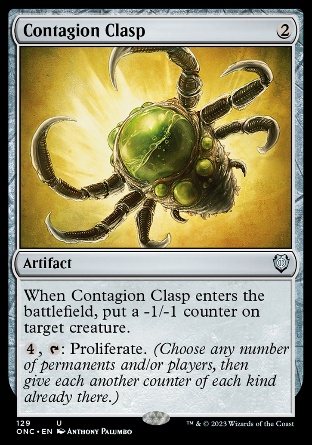 Contagion Clasp 2
Artifact
When Contagion Clasp enters the
battlefield, put a -1/-1 counter on
target creature.
4, : Proliferate. (Choose any number
of permanents and/or players, then
give each another counter of each kind
already there.)
129 U
ONC • EN Anthony Palumbo
™ & © 2023 Wizards of the Coast